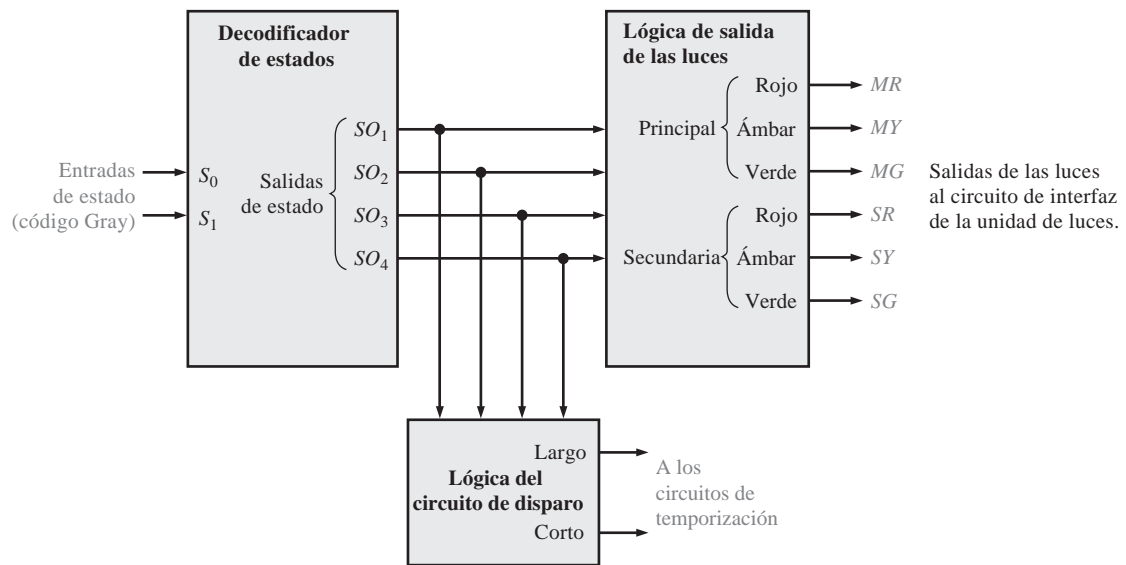 Decodificador
de estados
Entradas
de estado
(código Gray)
S0
S1
Salidas
de estado
SO1
SO2
SO3
SO4
Lógica de salida
de las luces
Principal
Rojo
Ámbar
Verde
Secundaria
Rojo
Ámbar
Verde
MR
MY
MG
SR
SY
SG
Salidas de las luces
al circuito de interfaz
de la unidad de luces.
Lógica del
circuito de disparo
Largo
Corto
A los
circuitos de
temporización